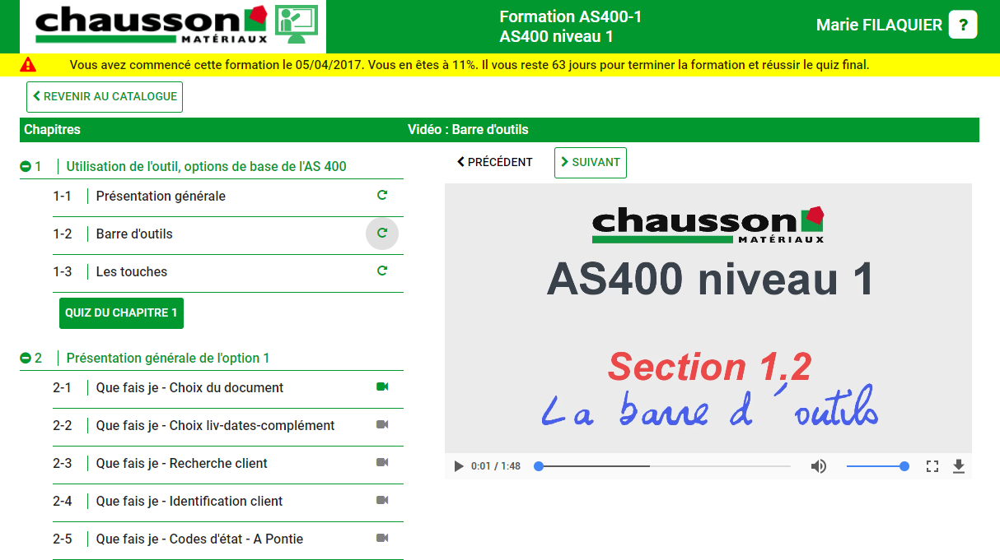 chausson
MATÉRIAUX
Formation AS400-1
AS400 niveau 1
Marie FILAQUIER ?
Vous avez commencé cette formation le 05/04/2017. Vous en êtes à 11%. Il vous reste 63 jours pour terminer la formation et réussir le quiz final.
REVENIR AU CATALOGUE
Chapitres
Vidéo : Barre d'outils
1 Utilisation de l'outil, options de base de l'AS 400
1-1 Présentation générale
1-2 Barre d'outils
1-3 Les touches
QUIZ DU CHAPITRE 1
2 Présentation générale de l'option 1
2-1 Que fais je - Choix du document
2-2 Que fais je - Choix liv-dates-complément
2-3 Que fais je - Recherche client
2-4 Que fais je - Identification client
2-5 Que fais je - Codes d'état - A Pontie
PRÉCÉDENT
SUIVANT
chausson
MATÉRIAUX
AS400 niveau 1
Section 1.2
La barre d'outils
0:01 / 1:48